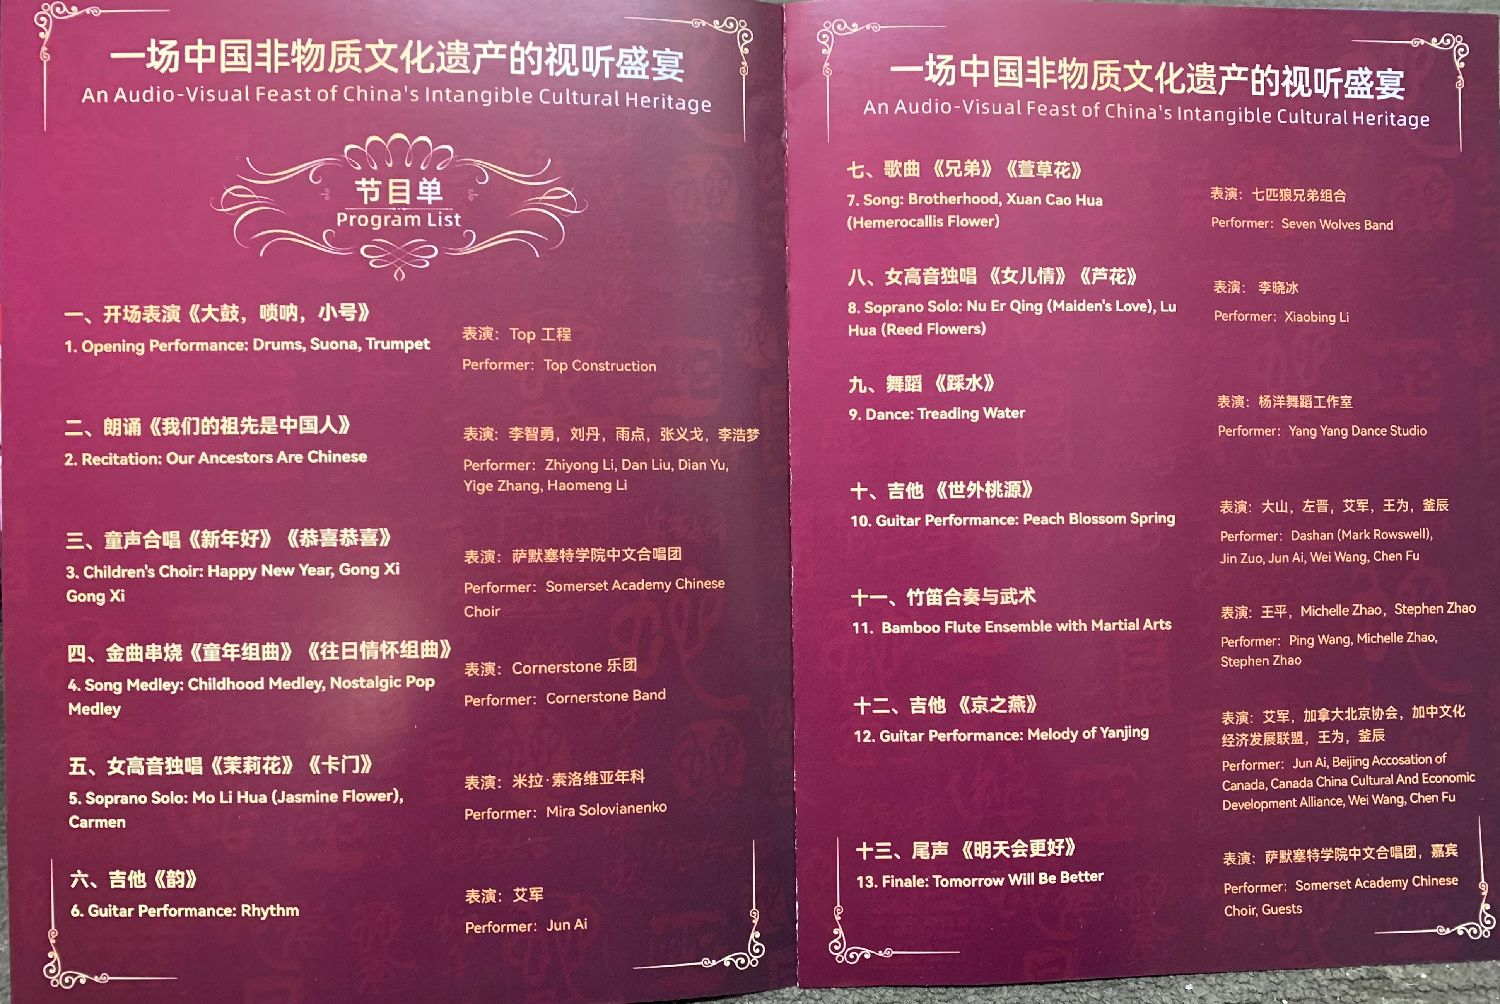 一场中国非物质文化遗产的视听盛宴
An Audio-Visual Feast of China's Intangible Cultural Heritage
节目单
Program List
一、开场表演《大鼓，唢呐，小号》
1. Opening Performance: Drums, Suona, Trumpet
表演：Top 工程
Performer：Top Construction
二、朗诵《我们的祖先是中国人》
2. Recitation: Our Ancestors Are Chinese
表演：李智勇，刘丹，雨点，张义戈，李浩梦
Performer：Zhiyong Li, Dan Liu, Dian Yu,
Yige Zhang, Haomeng Li
三、童声合唱《新年好》《恭喜恭喜》
3. Children's Choir: Happy New Year, Gong Xi
Gong Xi
表演：萨默塞特学院中文合唱团
Performer：Somerset Academy Chinese
Choir
四、金曲串烧《童年组曲》《往日情怀组曲》
4. Song Medley: Childhood Medley, Nostalgic Pop
Medley
表演：Cornerstone 乐团
Performer：Cornerstone Band
五、女高音独唱《茉莉花》《卡门》
5. Soprano Solo: Mo Li Hua (Jasmine Flower),
Carmen
表演：米拉·索洛维亚年科
Performer：Mira Solovianenko
六、吉他《韵》
6. Guitar Performance: Rhythm
表演：艾军
Performer：Jun Ai
一场中国非物质文化遗产的视听盛宴
An Audio-Visual Feast of China's Intangible Cultural Heritage
七、歌曲 《兄弟》《萱草花》
7. Song: Brotherhood, Xuan Cao Hua
(Hemerocallis Flower)
表演：七匹狼兄弟组合
Performer：Seven Wolves Band
八、女高音独唱 《女儿情》《芦花》
8. Soprano Solo: Nu Er Qing (Maiden's Love), Lu
Hua (Reed Flowers)
表演： 李晓冰
Performer：Xiaobing Li
九、舞蹈 《踩水》
9. Dance: Treading Water
表演：杨洋舞蹈工作室
Performer：Yang Yang Dance Studio
十、吉他 《世外桃源》
10. Guitar Performance: Peach Blossom Spring
表演：大山，左晋，艾军，王为，釜辰
Performer：Dashan (Mark Rowswell),
Jin Zuo, Jun Ai, Wei Wang, Chen Fu
十一、竹笛合奏与武术
11. Bamboo Flute Ensemble with Martial Arts
表演：王平，Michelle Zhao，Stephen Zhao
Performer：Ping Wang, Michelle Zhao,
Stephen Zhao
十二、吉他 《京之燕》
12. Guitar Performance: Melody of Yanjing
表演：艾军，加拿大北京协会，加中文化
经济发展联盟，王为，釜辰
Performer：Jun Ai, Beijing Accosation of
Canada, Canada China Cultural And Economic
Development Alliance, Wei Wang, Chen Fu
十三、尾声 《明天会更好》
13. Finale: Tomorrow Will Be Better
表演：萨默塞特学院中文合唱团，嘉宾
Performer：Somerset Academy Chinese
Choir, Guests